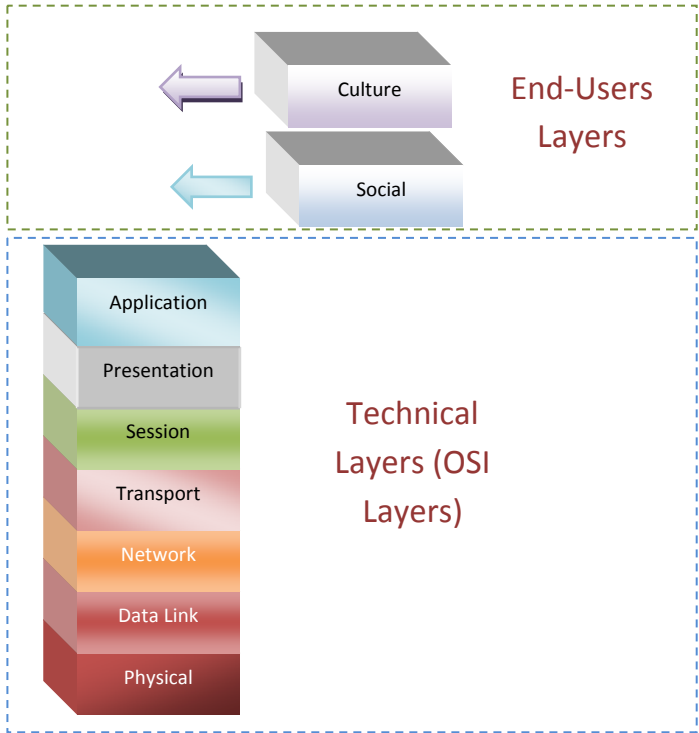 Culture
End-Users
Layers
Social
Application
Presentation
Session
Transport
Network
Data Link
Physical
Technical
Layers (OSI
Layers)